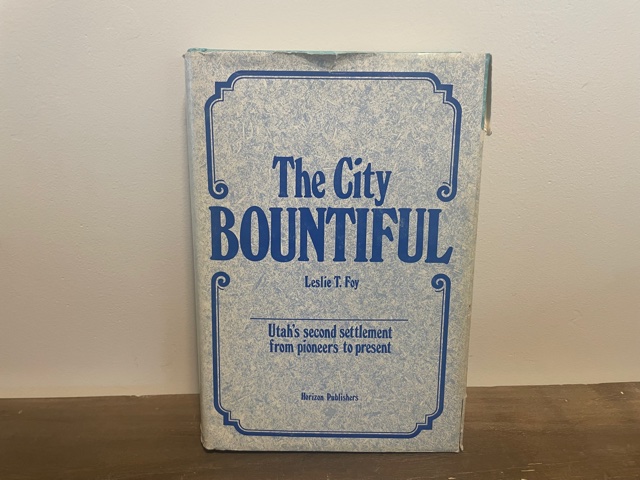 The City
BOUNTIFUL
Leslie T. Foy
Utah's second settlement
from pioneers to present
Horizon Publishers